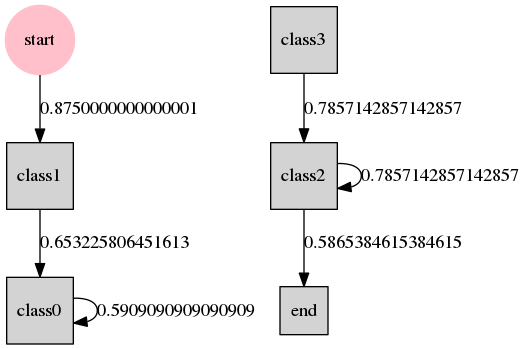 start
class3
0.8750000000000001
0.7857142857142857
class1
class2
0.7857142857142857
0.653225806451613
0.5865384615384615
class0
0.5909090909090909
end